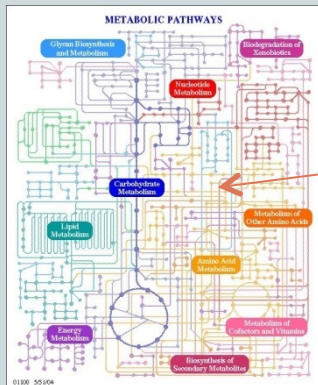 METABOLIC PATHWAYS
Glycan Biosynthesis
and Metabolism
Biodegradation of
Xenobiotics
Nucleotide
Metabolism
Carbohydrate
Metabolism
Metabolism of
Other Amino Acids
Lipid
Metabolism
Amino Acid
Metabolism
Energy
Metabolism
Metabolism of
Cofactors and Vitamins
Biosynthesis of
Secondary Metabolites
01100 5/31/04